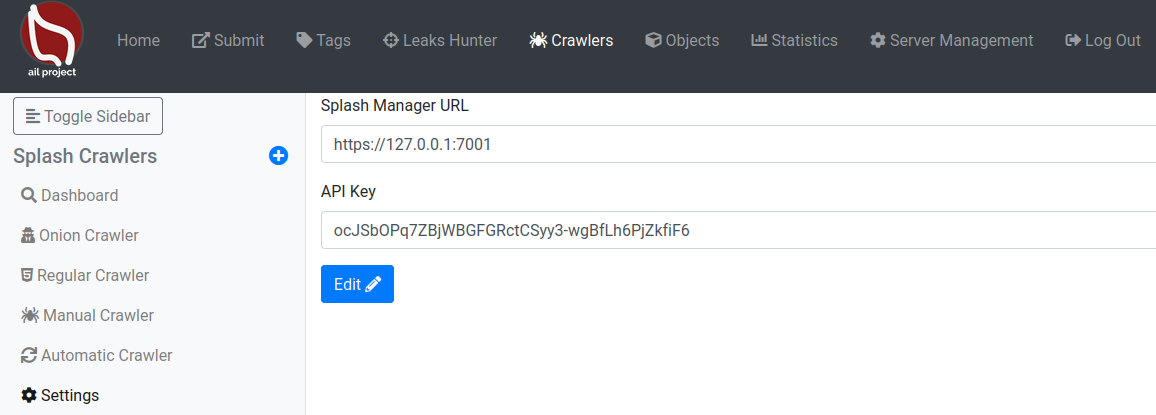 ail project
Home
Submit
Tags
Leaks Hunter
Crawlers
Objects
Statistics
Server Management
Log Out
Toggle Sidebar
Splash Crawlers
Dashboard
Onion Crawler
Regular Crawler
Manual Crawler
Automatic Crawler
Settings
Splash Manager URL
https://127.0.0.1:7001
API Key
ocJSbOPq7ZBjWBGFGRctCSyy3-wgBfLh6PjZkfiF6
Edit